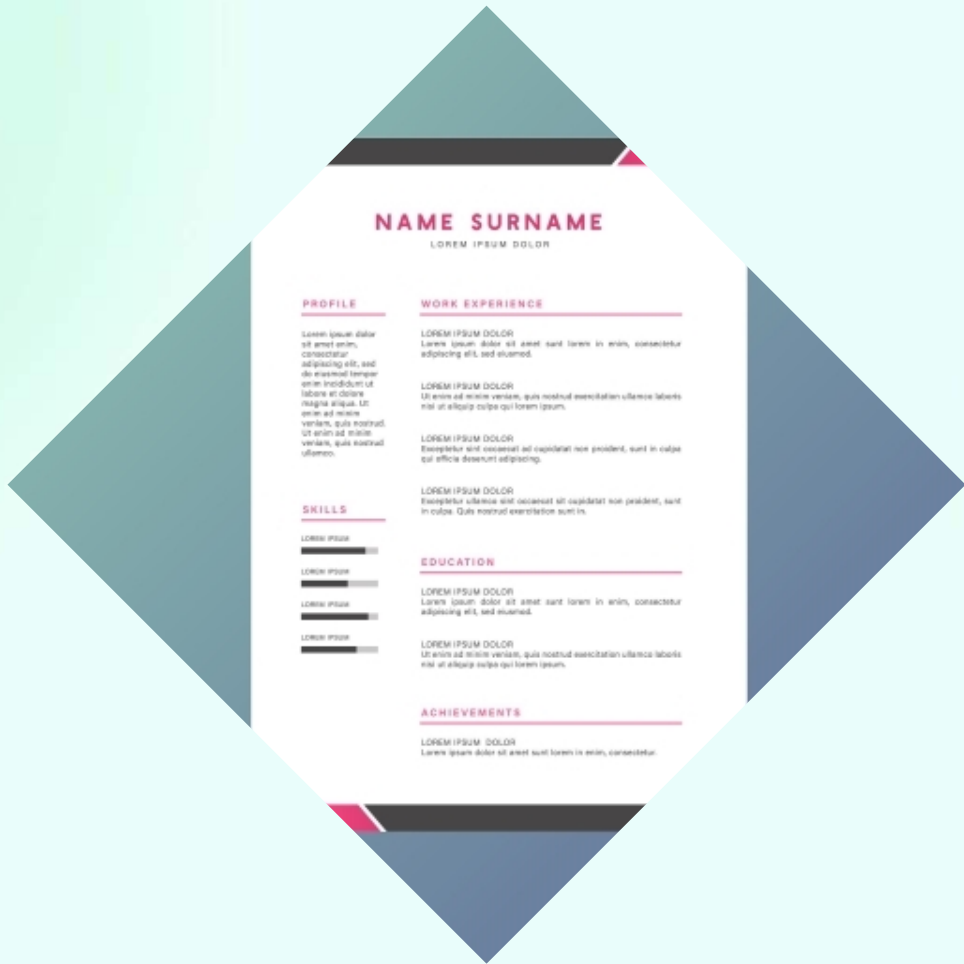 NAME SURNAME
LOREM IPSUM DOLOR
PROFILE
Lorem ipsum dolor
sit amet enim,
consectetur
adipiscing elit, sed
do eiusmod tempor
enim incididunt ut
labore et dolore
magna aliqua. Ut
enim ad minim
veniam, quis nostrud.
Ut enim ad minim
veniam, quis nostrud
ullamco.
SKILLS
LOREM IPSUM
LOREM IPSUM
LOREM IPSUM
LOREM IPSUM
WORK EXPERIENCE
LOREM IPSUM DOLOR
Lorem ipsum dolor sit amet sunt lorem in enim, consectetur
adipiscing elit, sed eiusmod.
LOREM IPSUM DOLOR
Ut enim ad minim veniam, quis nostrud exercitation ullamco laboris
nisi ut aliquip culpa qui lorem ipsum.
LOREM IPSUM DOLOR
Excepteur sint occaecat ad cupidatat non proident, sunt in culpa
qui officia deserunt adipiscing.
LOREM IPSUM DOLOR
Excepteur ullamco sint occaecat sit cupidatat non proident, sunt
in culpa. Quis nostrud exercitation sunt in.
EDUCATION
LOREM IPSUM DOLOR
Lorem ipsum dolor sit amet sunt lorem in enim, consectetur
adipiscing elit, sed eiusmod.
LOREM IPSUM DOLOR
Ut enim ad minim veniam, quis nostrud exercitation ullamco laboris
nisi ut aliquip culpa qui lorem ipsum.
ACHIEVEMENTS
LOREM IPSUM DOLOR
Lorem ipsum dolor sit amet sunt lorem in enim, consectetur.